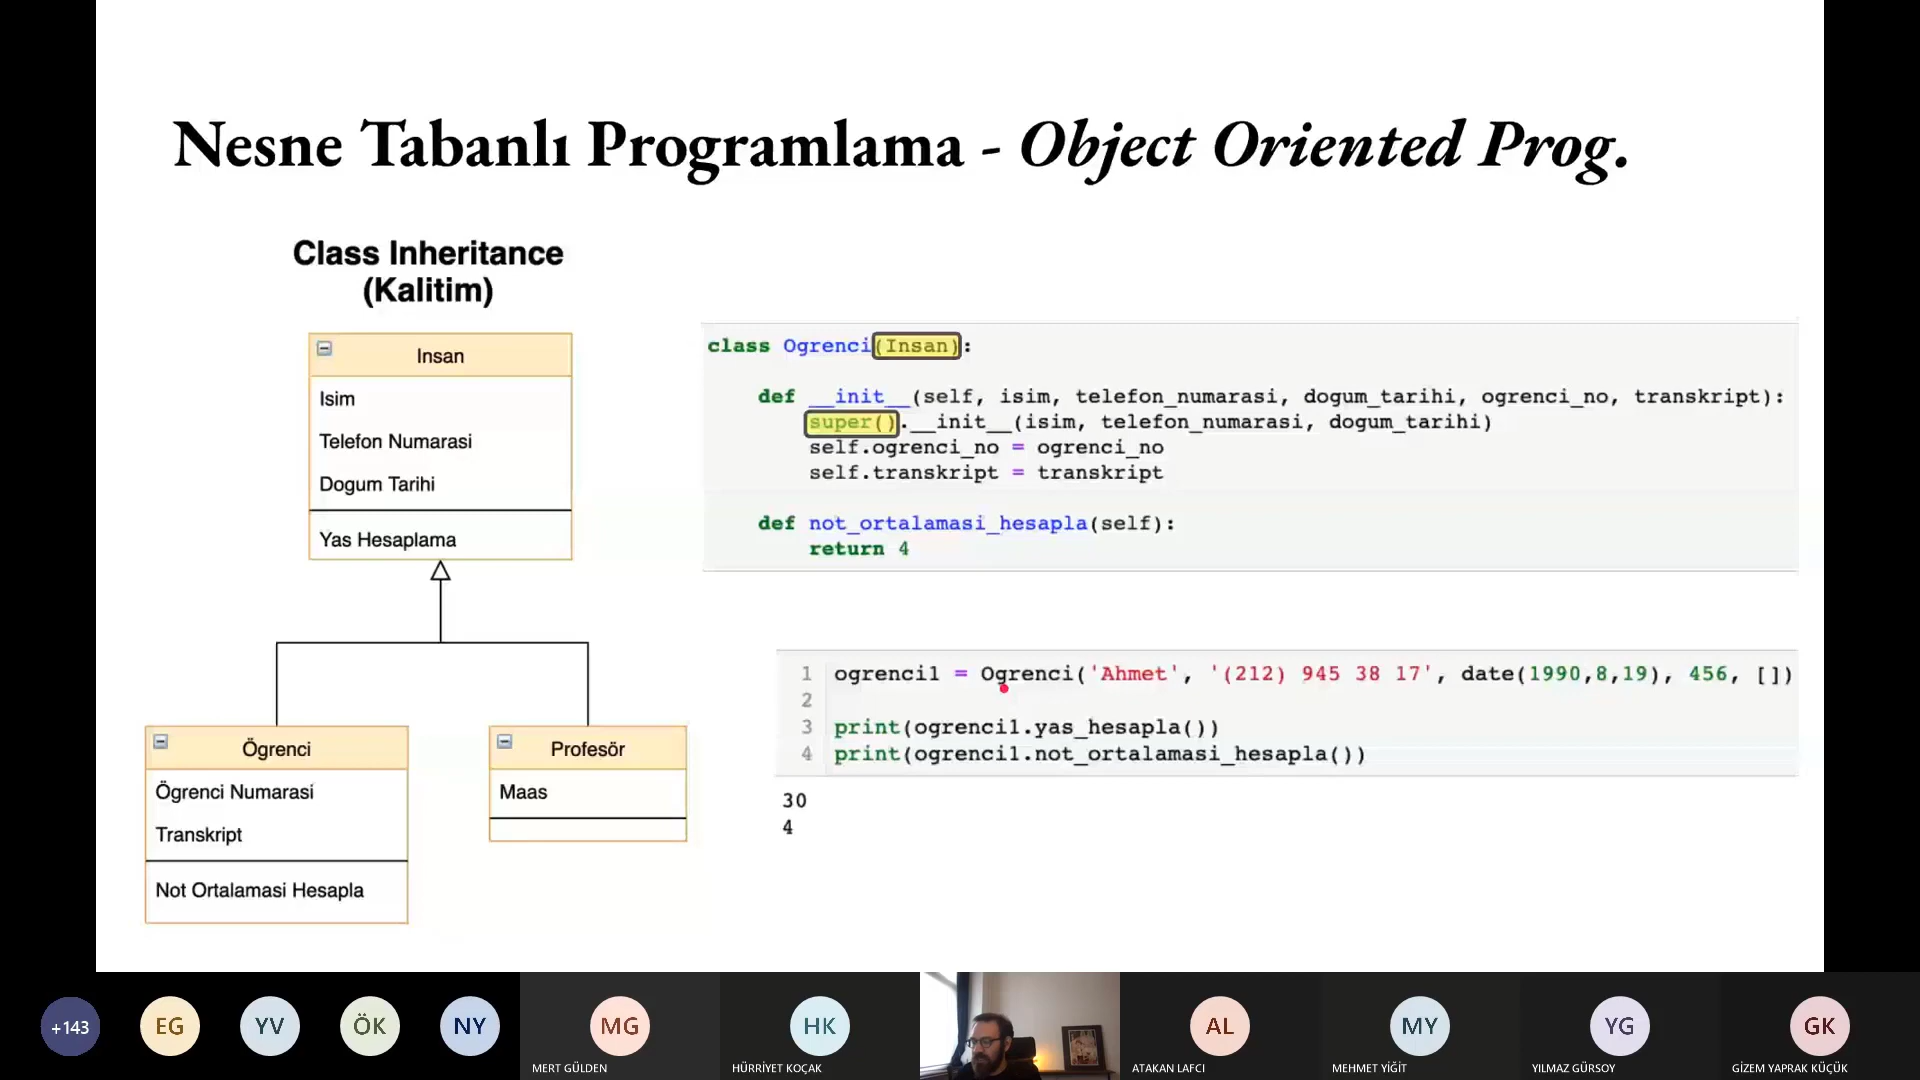 Nesne Tabanlı Programlama - Object Oriented Prog.
Class Inheritance
(Kalitim)
Insan
Isim
Telefon Numarasi
Dogum Tarihi
Yas Hesaplama
Ögrenci
Ögrenci Numarasi
Transkript
Not Ortalamasi Hesapla
Profesör
Maas
class Ogrenci(Insan):
def __init__(self, isim, telefon_numarasi, dogum_tarihi, ogrenci_no, transkript):
super().__init__(isim, telefon_numarasi, dogum_tarihi)
self.ogrenci_no = ogrenci_no
self.transkript = transkript
def not_ortalamasi_hesapla(self):
return 4
1 ogrenci1 = Ogrenci('Ahmet', '(212) 945 38 17', date(1990,8,19), 456, [])
2
3 print(ogrenci1.yas_hesapla())
4 print(ogrenci1.not_ortalamasi_hesapla())
30
4
+143
EG
YV
ÖK
NY
MG
MERT GÜLDEN
HK
HÜRRİYET KOÇAK
AL
ATAKAN LAFCI
MY
MEHMET YİĞİT
YG
YILMAZ GÜRSOY
GK
GİZEM YAPRAK KÜÇÜK